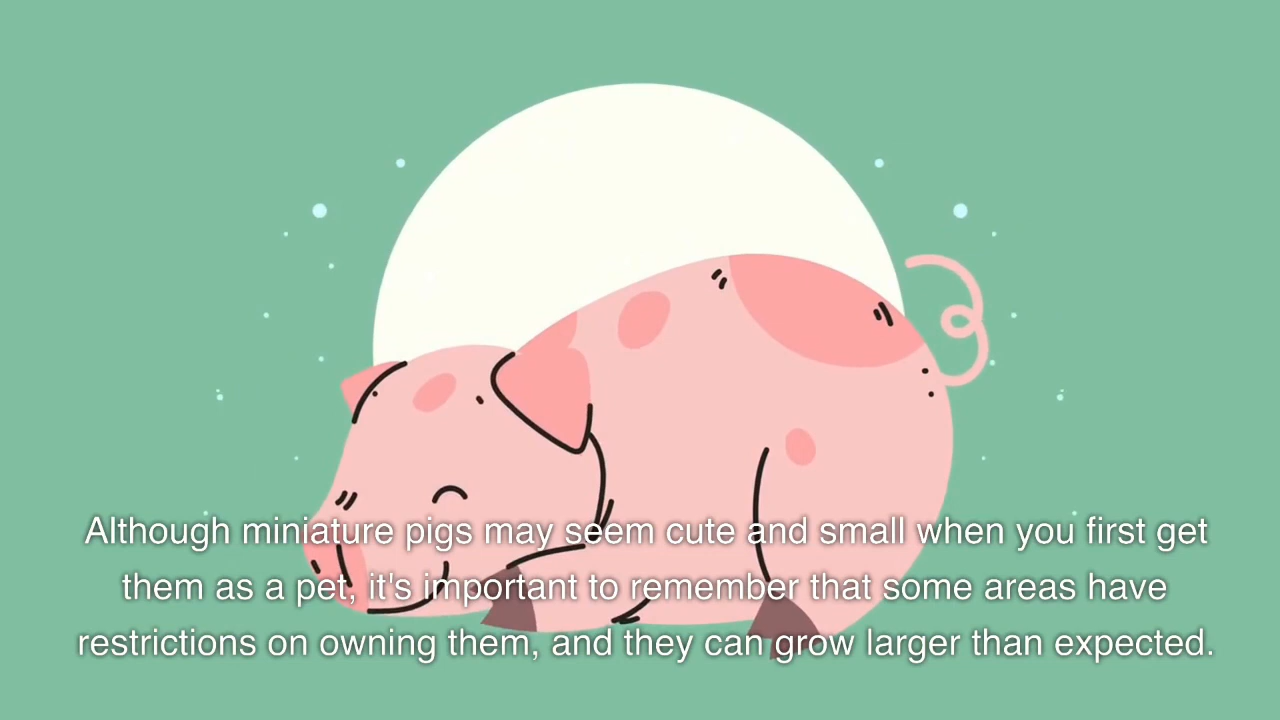 Although miniature pigs may seem cute and small when you first get
them as a pet, it's important to remember that some areas have
restrictions on owning them, and they can grow larger than expected.